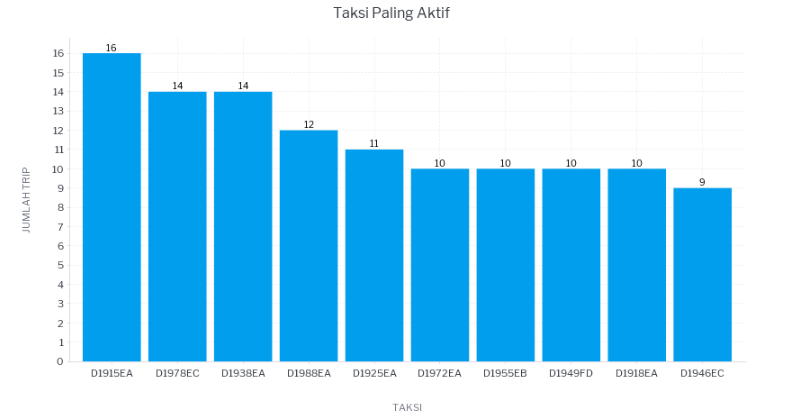 Taksi Paling Aktif
JUMLAH TRIP
16
15
14
13
12
11
10
9
8
7
6
5
4
3
2
1
0
16
14
14
12
11
10
10
10
10
9
D1915EA
D1978EC
D1938EA
D1988EA
D1925EA
D1972EA
D1955EB
D1949FD
D1918EA
D1946EC
TAKSI